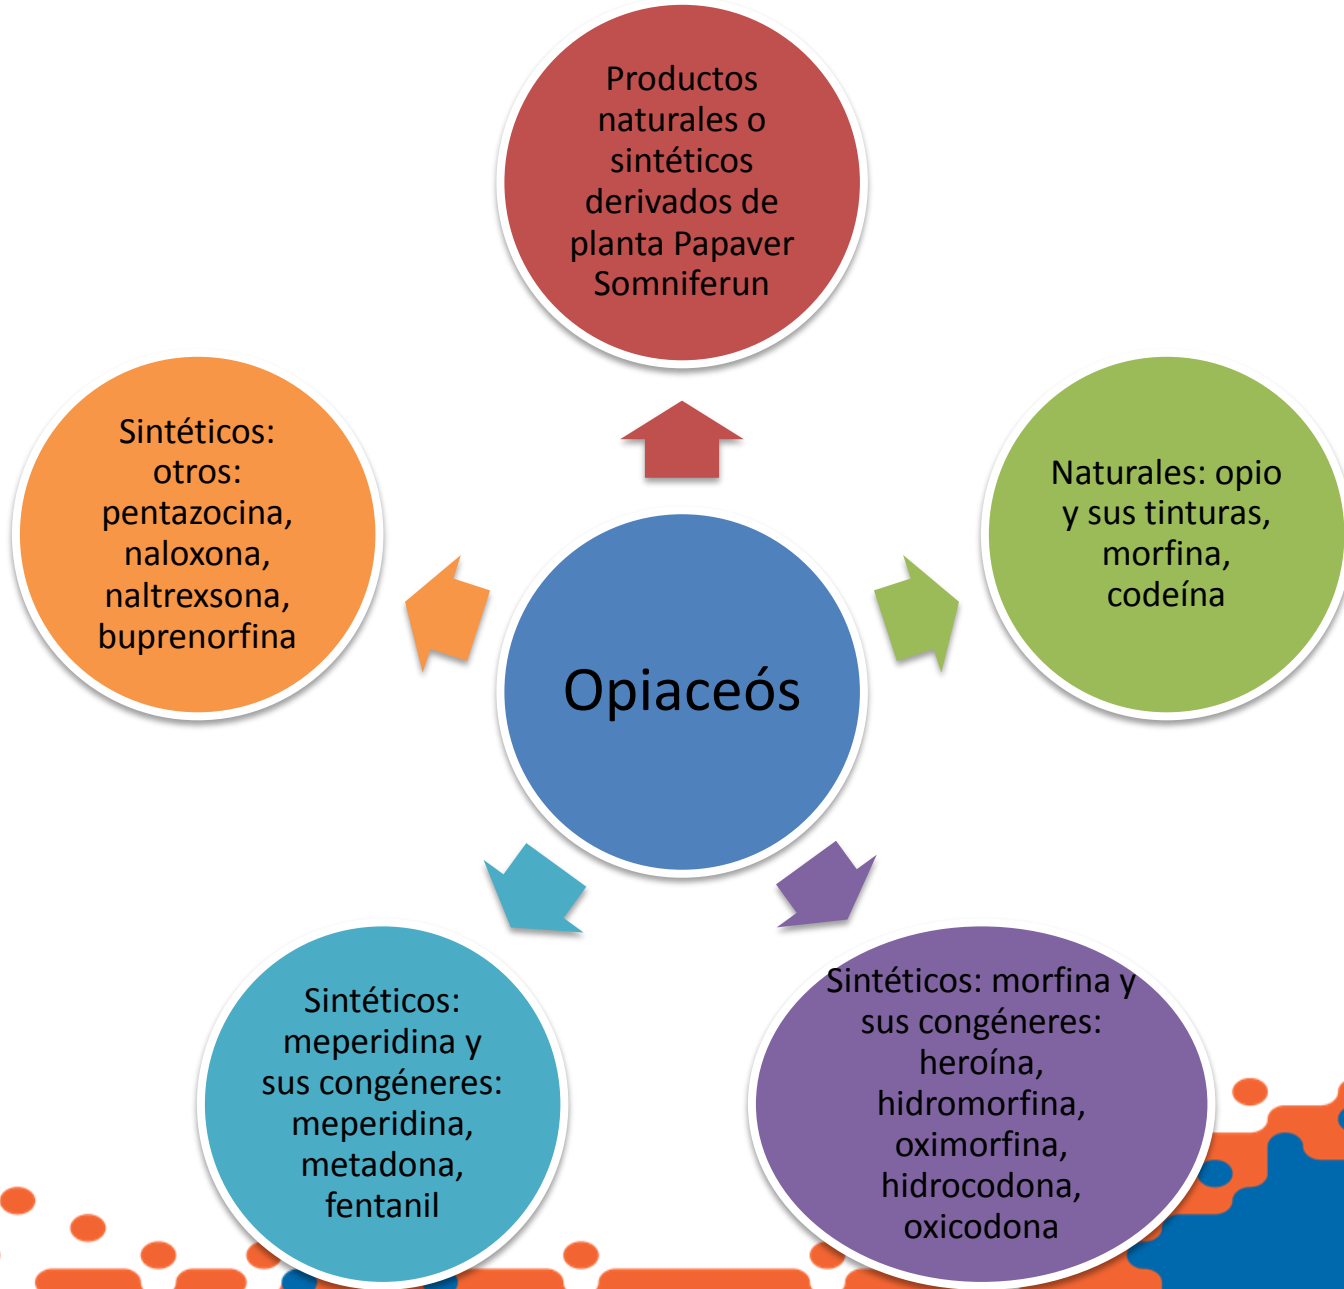 Productos
naturales o
sintéticos
derivados de
planta Papaver
Somniferun
Sintéticos:
otros:
pentazocina,
naloxona,
naltrexsona,
buprenorfina
Naturales: opio
y sus tinturas,
morfina,
codeína
Opiaceós
Sintéticos:
meperidina y
sus congéneres:
meperidina,
metadona,
fentanil
Sintéticos: morfina y
sus congéneres:
heroína,
hidromorfina,
oximorfina,
hidrocodona,
oxicodona